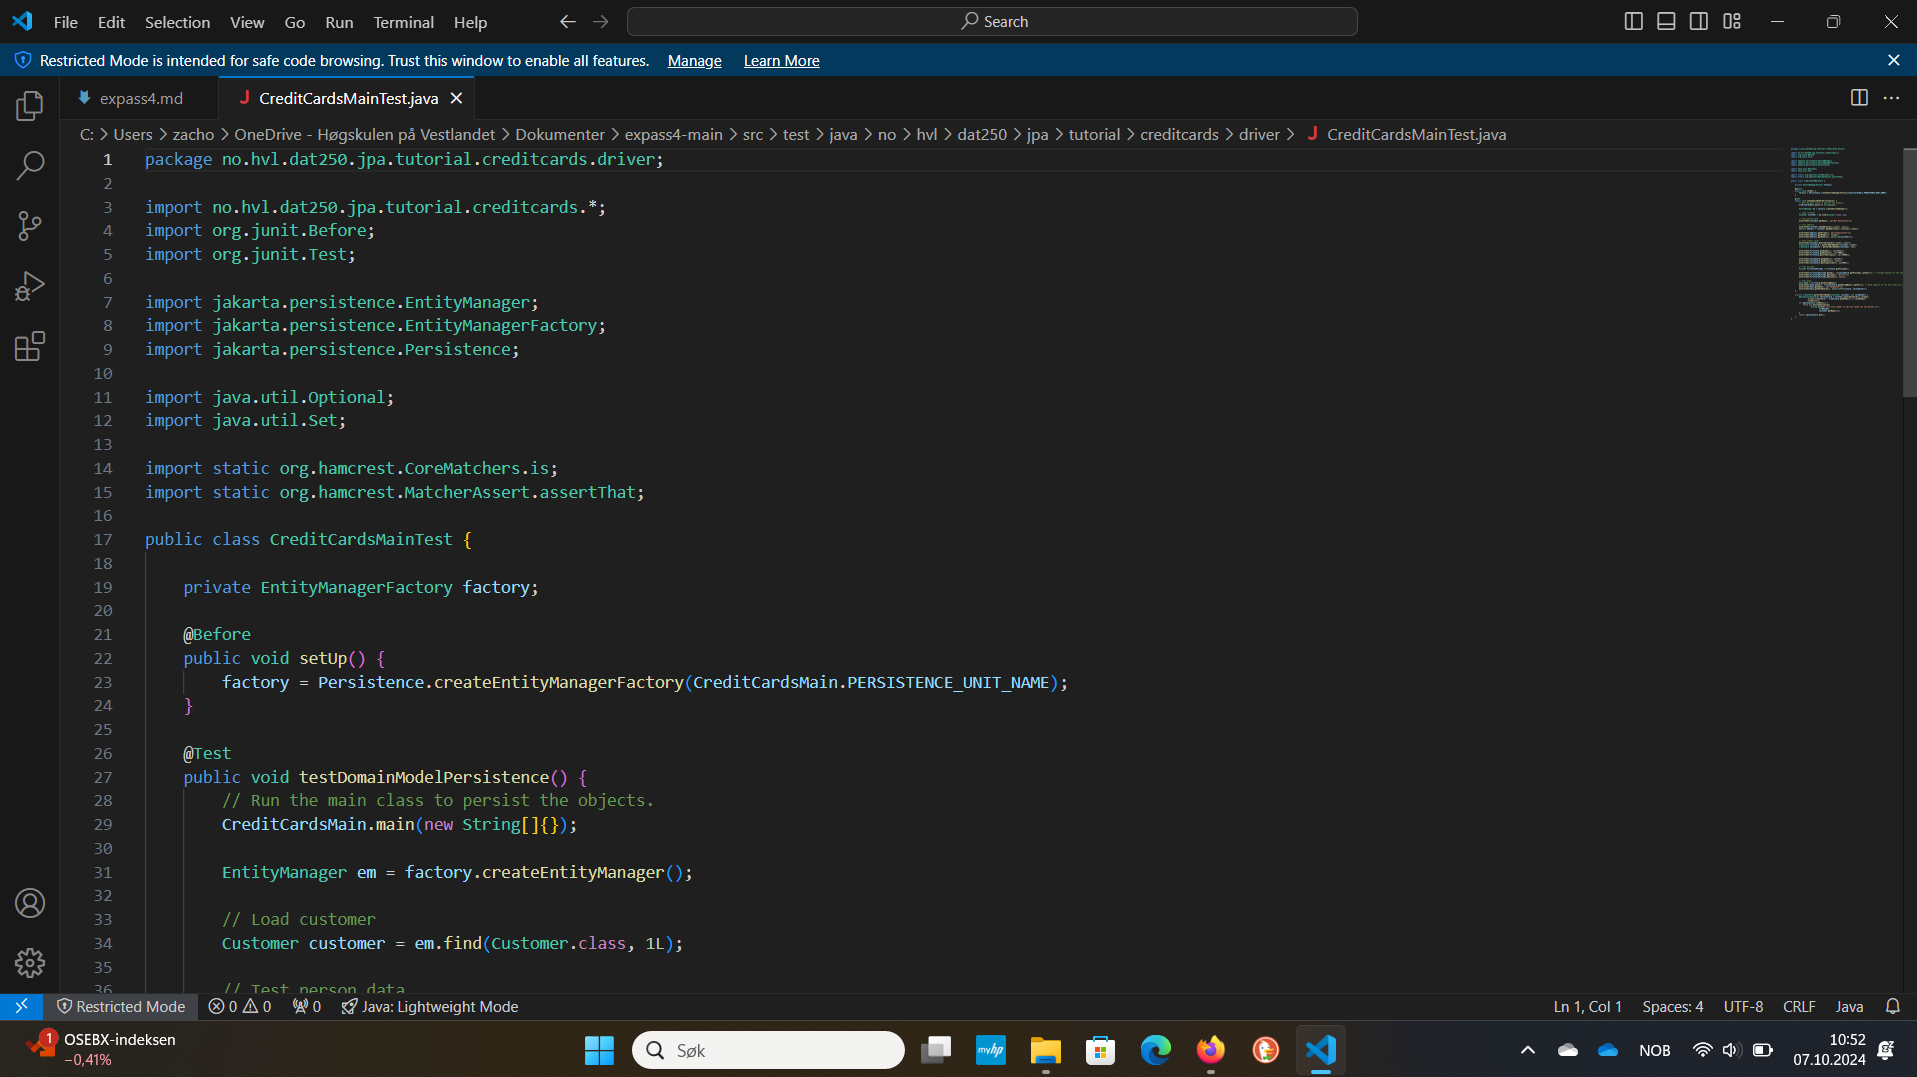 File Edit Selection View Go Run Terminal Help Search
Restricted Mode is intended for safe code browsing. Trust this window to enable all features. Manage Learn More
expass4.md J CreditCardsMainTest.java
C: > Users > zacho > OneDrive - Høgskulen på Vestlandet > Dokumenter > expass4-main > src > test > java > no > hvl > dat250 > jpa > tutorial > creditcards > driver > J CreditCardsMainTest.java
1 package no.hvl.dat250.jpa.tutorial.creditcards.driver;
2
3 import no.hvl.dat250.jpa.tutorial.creditcards.*;
4 import org.junit.Before;
5 import org.junit.Test;
6
7 import jakarta.persistence.EntityManager;
8 import jakarta.persistence.EntityManagerFactory;
9 import jakarta.persistence.Persistence;
10
11 import java.util.Optional;
12 import java.util.Set;
13
14 import static org.hamcrest.CoreMatchers.is;
15 import static org.hamcrest.MatcherAssert.assertThat;
16
17 public class CreditCardsMainTest {
18
19     private EntityManagerFactory factory;
20
21     @Before
22     public void setUp() {
23         factory = Persistence.createEntityManagerFactory(CreditCardsMain.PERSISTENCE_UNIT_NAME);
24     }
25
26     @Test
27     public void testDomainModelPersistence() {
28         // Run the main class to persist the objects.
29         CreditCardsMain.main(new String[]{});
30
31         EntityManager em = factory.createEntityManager();
32
33         // Load customer
34         Customer customer = em.find(Customer.class, 1L);
35
36         // Test person data
Restricted Mode 0 0 0 Java: Lightweight Mode Ln 1, Col 1 Spaces: 4 UTF-8 CRLF Java
1 OSEBX-indeksen
−0,41%
Søk
myhp
NOB
10:52
07.10.2024